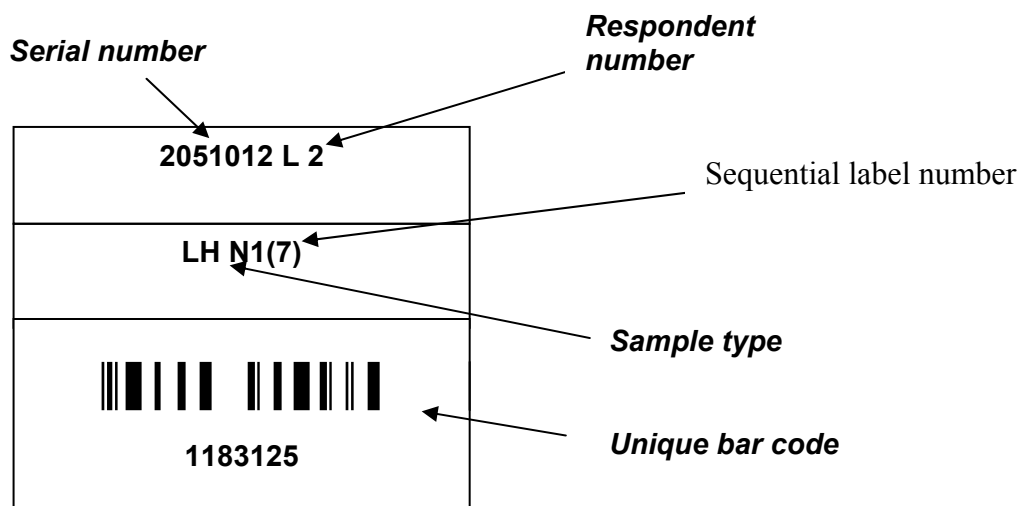 Serial number
Respondent
number
2051012 L 2
Sequential label number
LH N1(7)
Sample type
Unique bar code
1183125